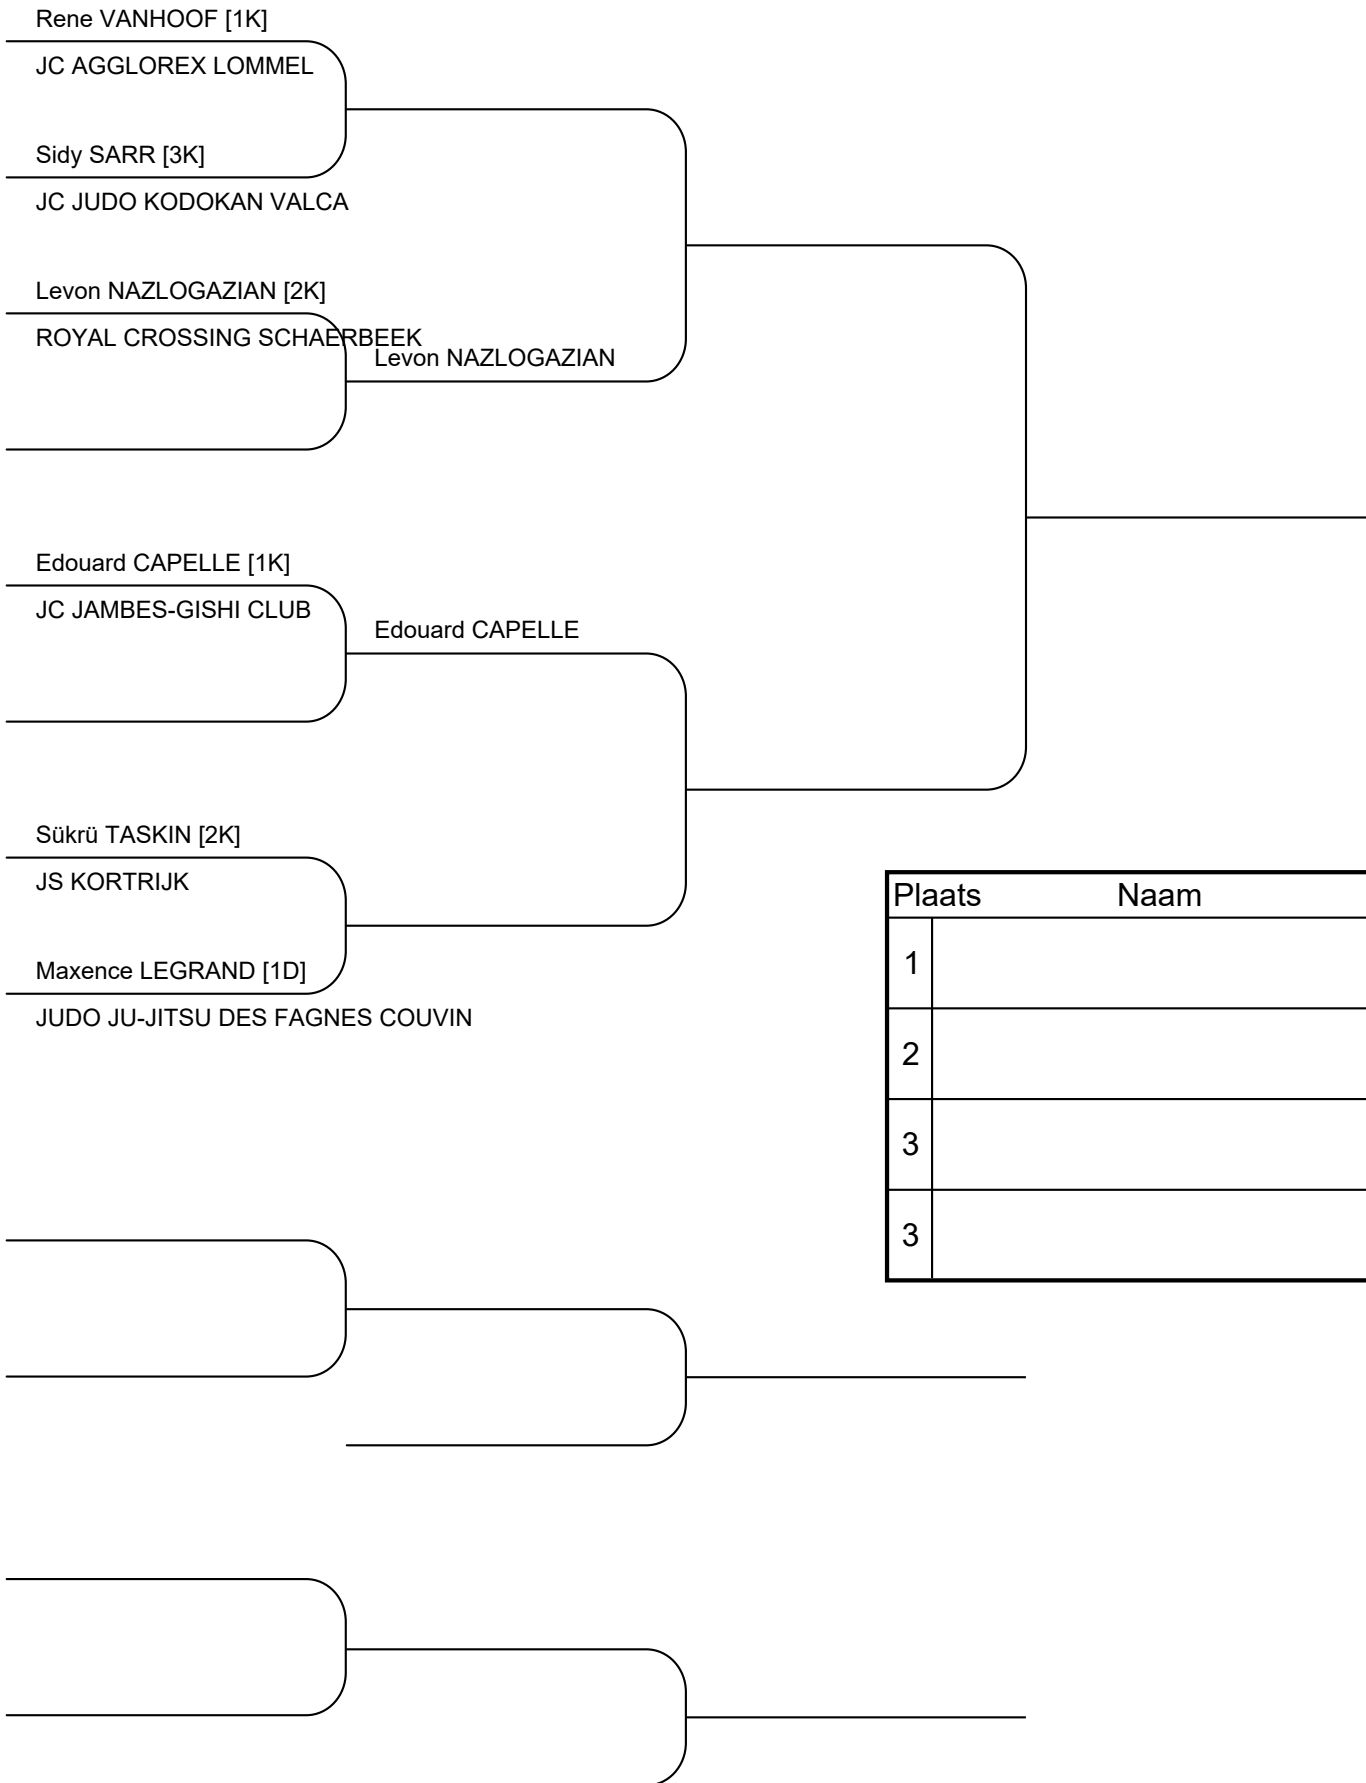 Rene VANHOOF [1K]
JC AGGLOREX LOMMEL
Sidy SARR [3K]
JC JUDO KODOKAN VALCA
Levon NAZLOGAZIAN [2K]
ROYAL CROSSING SCHAERBEEK
Levon NAZLOGAZIAN
Edouard CAPELLE [1K]
JC JAMBES-GISHI CLUB
Edouard CAPELLE
Sükrü TASKIN [2K]
JS KORTRIJK
Maxence LEGRAND [1D]
JUDO JU-JITSU DES FAGNES COUVIN
Plaats Naam
1
2
3
3